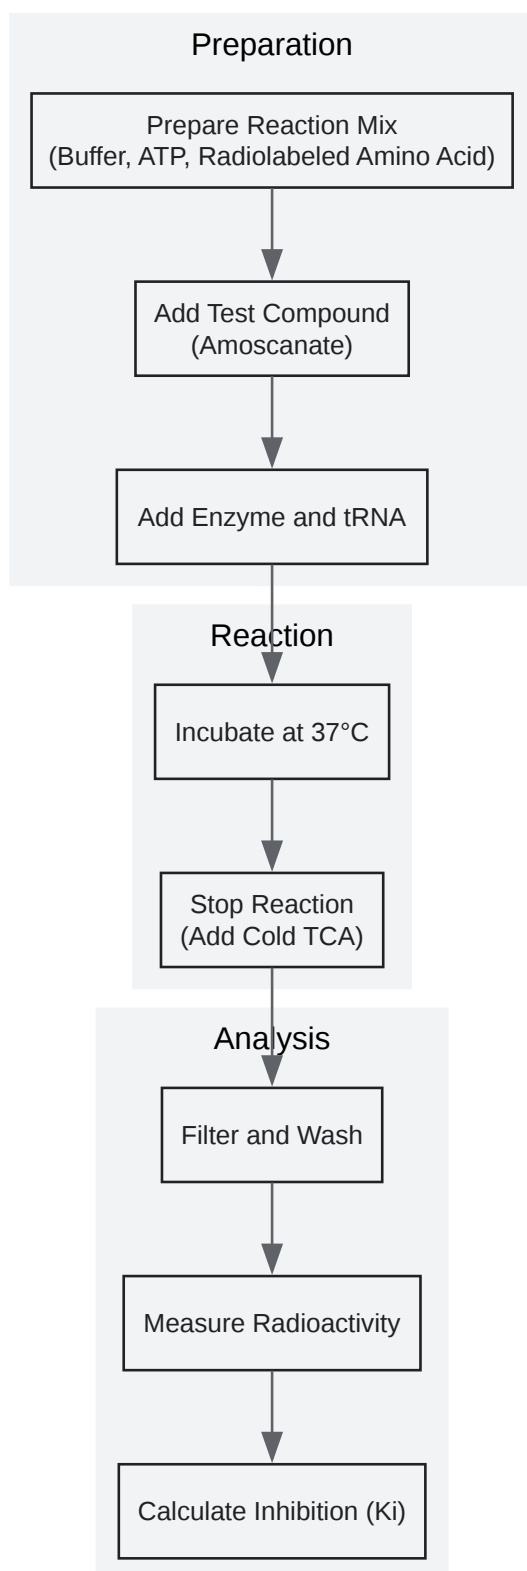 Preparation
Prepare Reaction Mix
(Buffer, ATP, Radiolabeled Amino Acid)
Add Test Compound
(Amoscanate)
Add Enzyme and tRNA
Reaction
Incubate at 37°C
Stop Reaction
(Add Cold TCA)
Analysis
Filter and Wash
Measure Radioactivity
Calculate Inhibition (Ki)